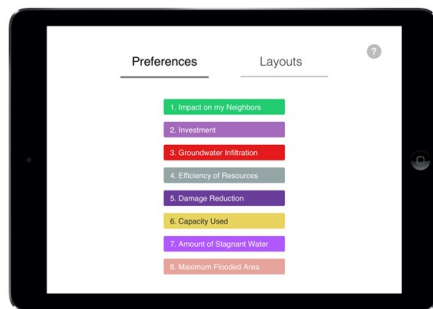 ?
Preferences
Layouts
1. Impact on my Neighbors
2. Investment
3. Groundwater Infiltration
4. Efficiency of Resources
5. Damage Reduction
6. Capacity Used
7. Amount of Stagnant Water
8. Maximum Flooded Area